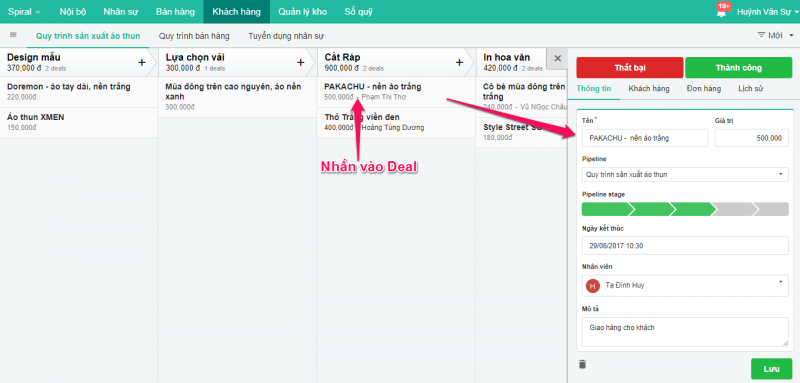 Spiral Nội bộ Nhân sự Bán hàng Khách hàng Quản lý kho Sổ quỹ 10+ Huỳnh Văn Sự
Quy trình sản xuất áo thun Quy trình bán hàng Tuyển dụng nhân sự Mới
Design mẫu
370,000 đ 2 deals
+
Doremon - áo tay dài, nền trắng
220,000đ
Áo thun XMEN
150,000đ
Lựa chọn vải
300,000 đ 1 deals
+
Mùa đông trên cao nguyên, áo nền
xanh
300,000đ
Cắt Ráp
900,000 đ 2 deals
+
PAKACHU - nền áo trắng
500,000đ - Phạm Thi Thơ
Thỏ Trắng viền đen
400,000đ - Hoàng Tùng Dương
Nhấn vào Deal
In hoa văn
420,000 đ 2 deals
Cô bé mùa đông trên
trắng
240,000đ - Vũ NGọc Châu
Style Street
180,000đ
×
Thất bại Thành công
Thông tin Khách hàng Đơn hàng Lịch sử
Tên * Giá trị
PAKACHU - nền áo trắng 500,000
Pipeline
Quy trình sản xuất áo thun
Pipeline stage
Ngày kết thúc
29/06/2017 10:30
Nhân viên
H Tạ Đình Huy
Mô tả
Giao hàng cho khách
Lưu